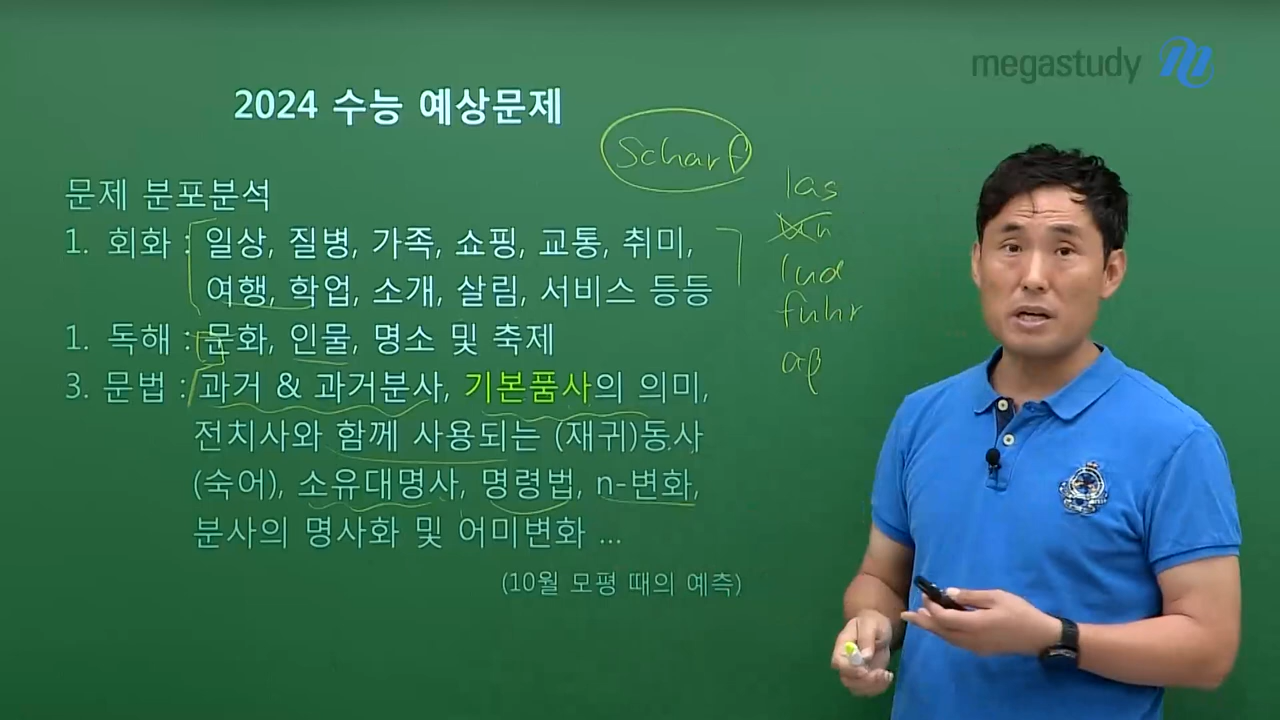 megastudy
2024 수능 예상문제
scharf
문제 분포분석
1. 회화 : 일상, 질병, 가족, 쇼핑, 교통, 취미,
여행, 학업, 소개, 살림, 서비스 등등
1. 독해 : 문화, 인물, 명소 및 축제
3. 문법 : 과거 & 과거분사, 기본품사의 의미,
전치사와 함께 사용되는 (재귀)동사
(숙어), 소유대명사, 명령법, n-변화,
분사의 명사화 및 어미변화 ...
(10월 모평 때의 예측)
las
lud
fuhr
aß